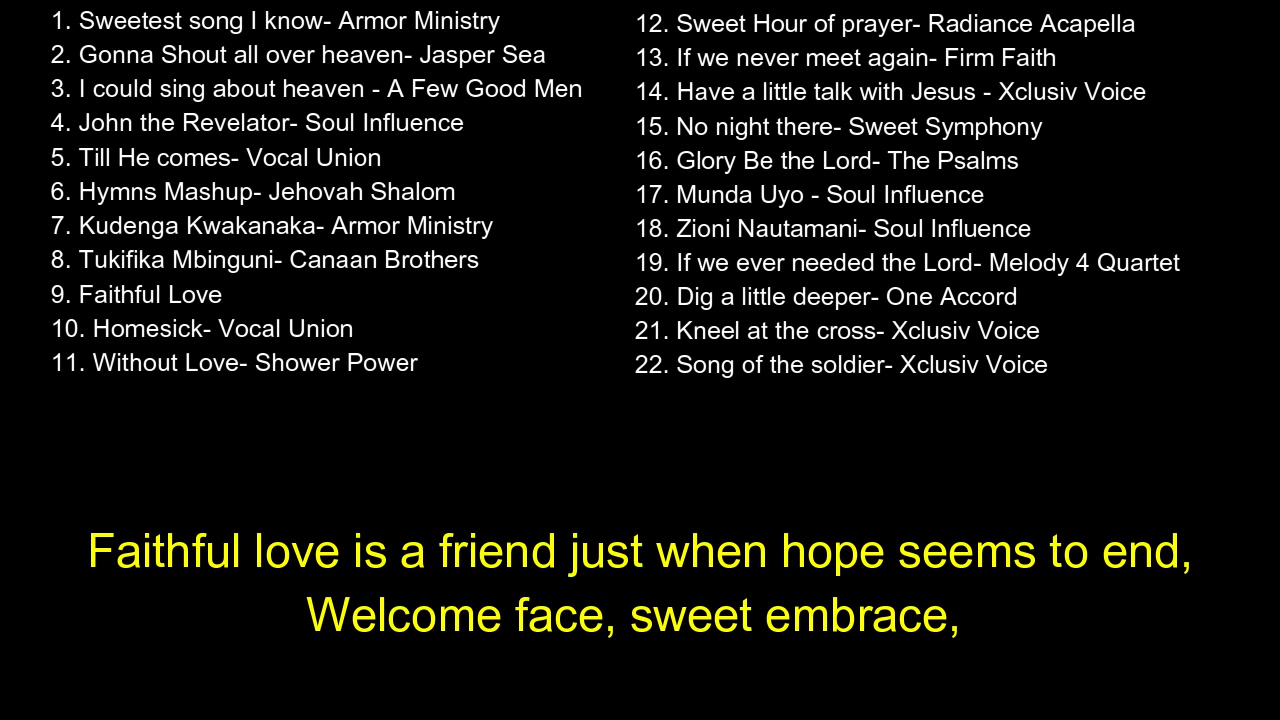 1. Sweetest song I know- Armor Ministry
2. Gonna Shout all over heaven- Jasper Sea
3. I could sing about heaven - A Few Good Men
4. John the Revelator- Soul Influence
5. Till He comes- Vocal Union
6. Hymns Mashup- Jehovah Shalom
7. Kudenga Kwakanaka- Armor Ministry
8. Tukifika Mbinguni- Canaan Brothers
9. Faithful Love
10. Homesick- Vocal Union
11. Without Love- Shower Power
12. Sweet Hour of prayer- Radiance Acapella
13. If we never meet again- Firm Faith
14. Have a little talk with Jesus - Xclusiv Voice
15. No night there- Sweet Symphony
16. Glory Be the Lord- The Psalms
17. Munda Uyo - Soul Influence
18. Zioni Nautamani- Soul Influence
19. If we ever needed the Lord- Melody 4 Quartet
20. Dig a little deeper- One Accord
21. Kneel at the cross- Xclusiv Voice
22. Song of the soldier- Xclusiv Voice
Faithful love is a friend just when hope seems to end,
Welcome face, sweet embrace,